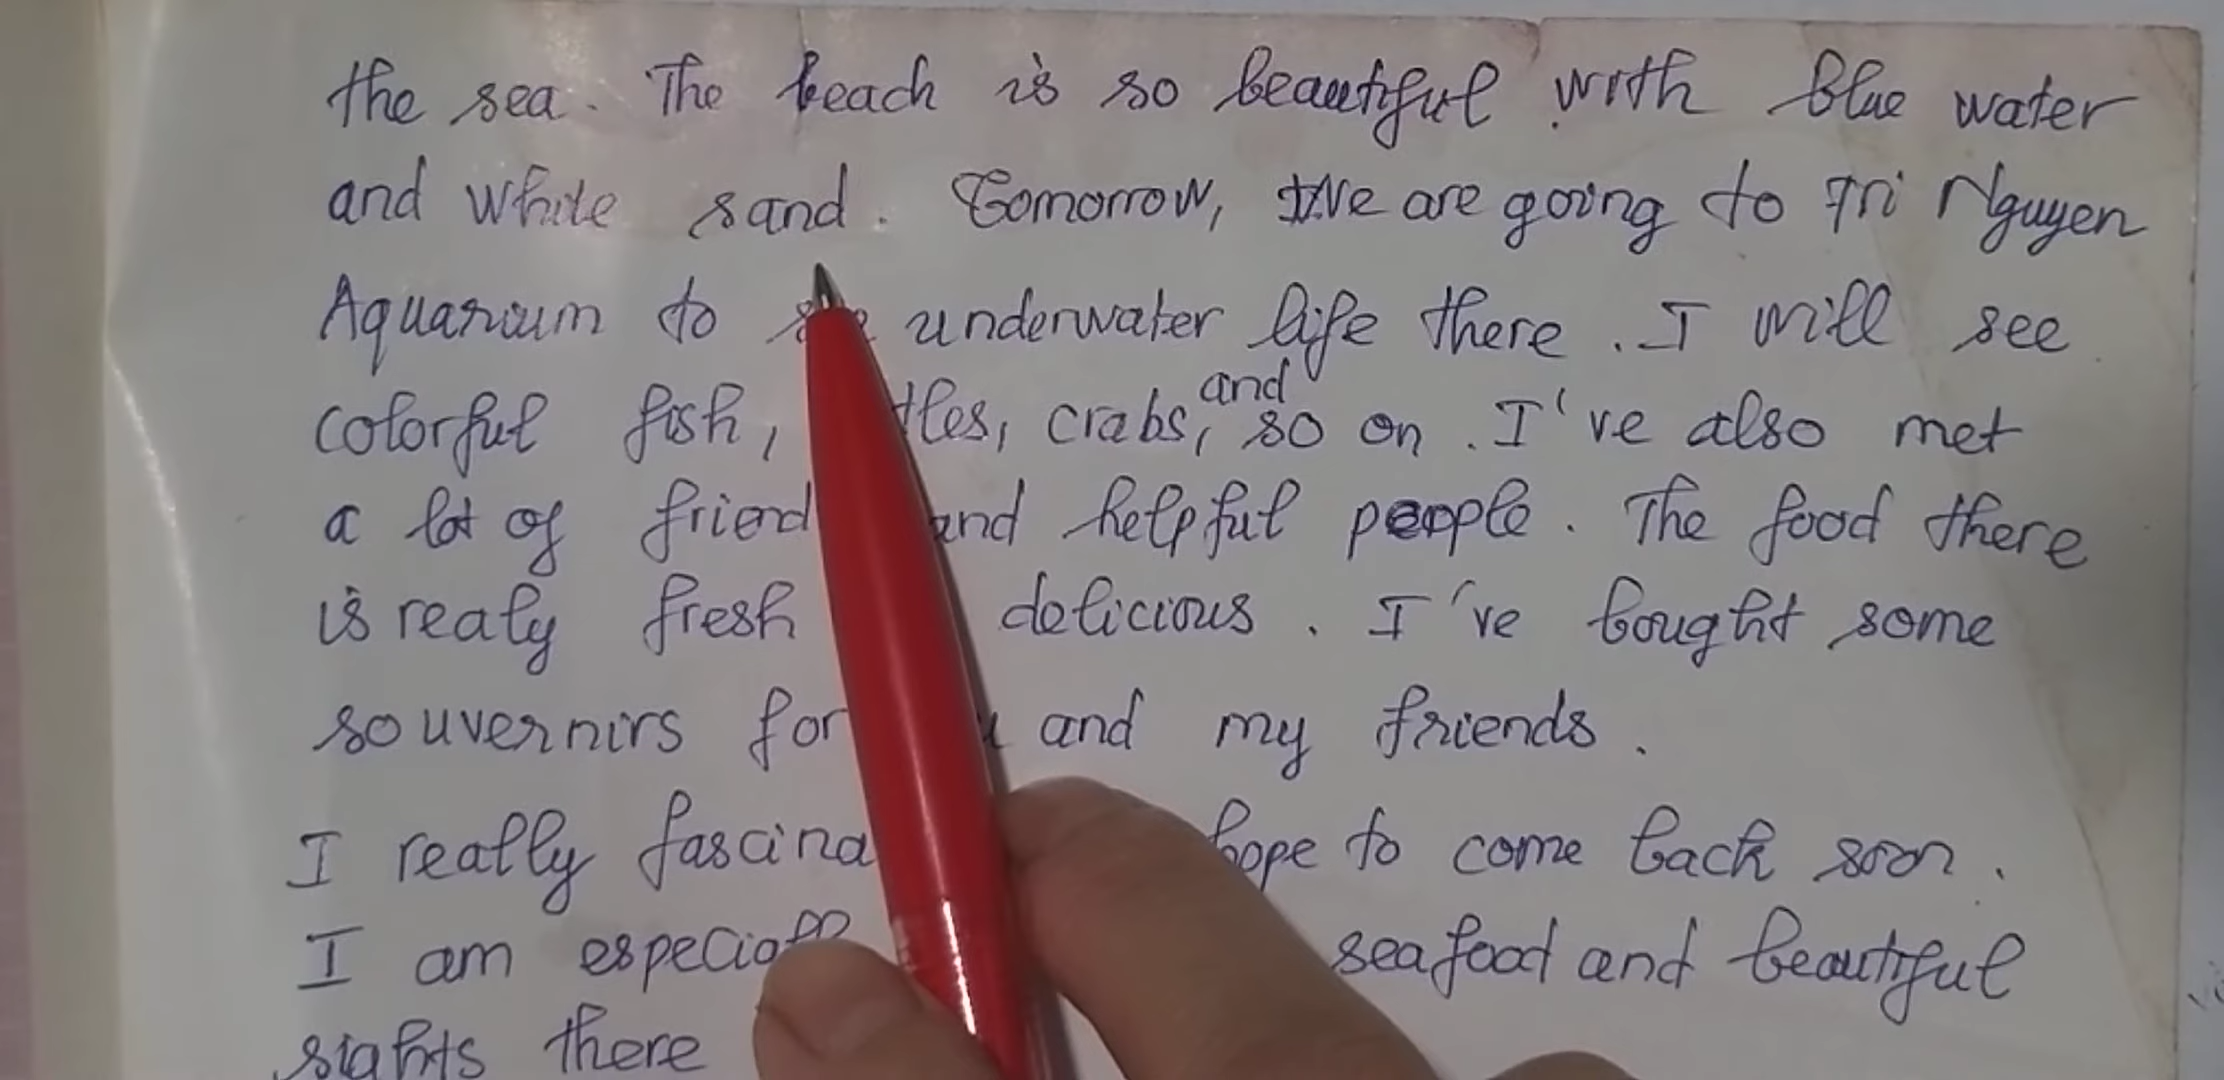 the sea. The beach is so beautiful with blue water
and white sand. Tomorrow, We are going to Tri Nguyen
Aquarium to underwater life there. I will see
colorful fish, crabs, and so on. I've also met
a lot of and helpful people. The food there
is realy fresh delicious. I've bought some
souvernirs for and my friends.
I really hope to come back soon.
I am seafood and beautiful
sights there